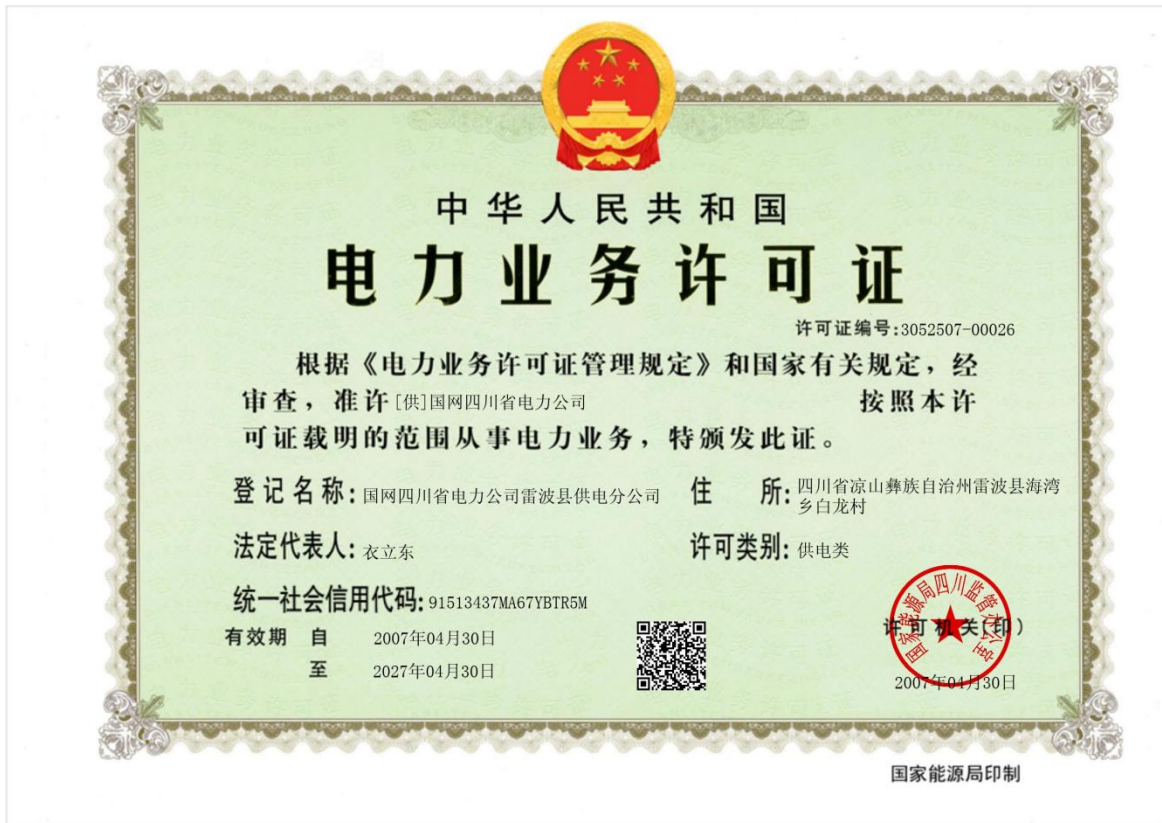 中华人民共和国
电力业务许可证
许可证编号:3052507-00026
根据《电力业务许可证管理规定》和国家有关规定，经
审查，准许[供]国网四川省电力公司 按照本许
可证载明的范围从事电力业务，特颁发此证。
登记名称:国网四川省电力公司雷波县供电分公司 住 所:四川省凉山彝族自治州雷波县海湾
乡白龙村
法定代表人:衣立东 许可类别:供电类
统一社会信用代码:91513437MA67YBTR5M
有效期 自 2007年04月30日
至 2027年04月30日
国家能源局四川监管办公室
许可机关(印)
2007年04月30日
国家能源局印制